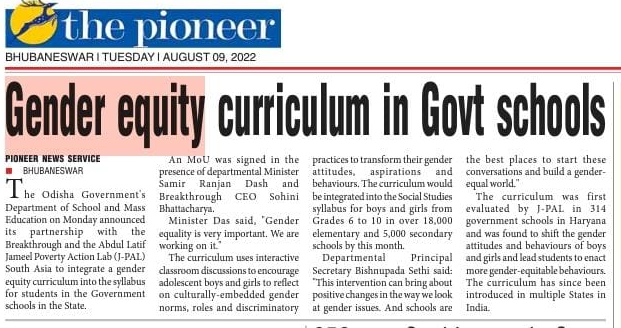 the pioneer
BHUBANESWAR I TUESDAY I AUGUST 09, 2022
Gender equity curriculum in Govt schools
PIONEER NEWS SERVICE
BHUBANESWAR
The Odisha Government's
Department of School and Mass
Education on Monday announced
its partnership with the
Breakthrough and the Abdul Latif
Jameel Poverty Action Lab (J-PAL)
South Asia to integrate a gender
equity curriculum into the syllabus
for students in the Government
schools in the State.
An MoU was signed in the
presence of departmental Minister
Samir Ranjan Dash and
Breakthrough CEO Sohini
Bhattacharya.
Minister Das said, "Gender
equality is very important. We are
working on it."
The curriculum uses interactive
classroom discussions to encourage
adolescent boys and girls to reflect
on culturally-embedded gender
norms, roles and discriminatory
practices to transform their gender
attitudes, aspirations and
behaviours. The curriculum would
be integrated into the Social Studies
syllabus for boys and girls from
Grades 6 to 10 in over 18,000
elementary and 5,000 secondary
schools by this month.
Departmental Principal
Secretary Bishnupada Sethi said:
"This intervention can bring about
positive changes in the way we look
at gender issues. And schools are
the best places to start these
conversations and build a gender-
equal world."
The curriculum was first
evaluated by J-PAL in 314
government schools in Haryana
and was found to shift the gender
attitudes and behaviours of boys
and girls and lead students to enact
more gender-equitable behaviours.
The curriculum has since been
introduced in multiple States in
India.